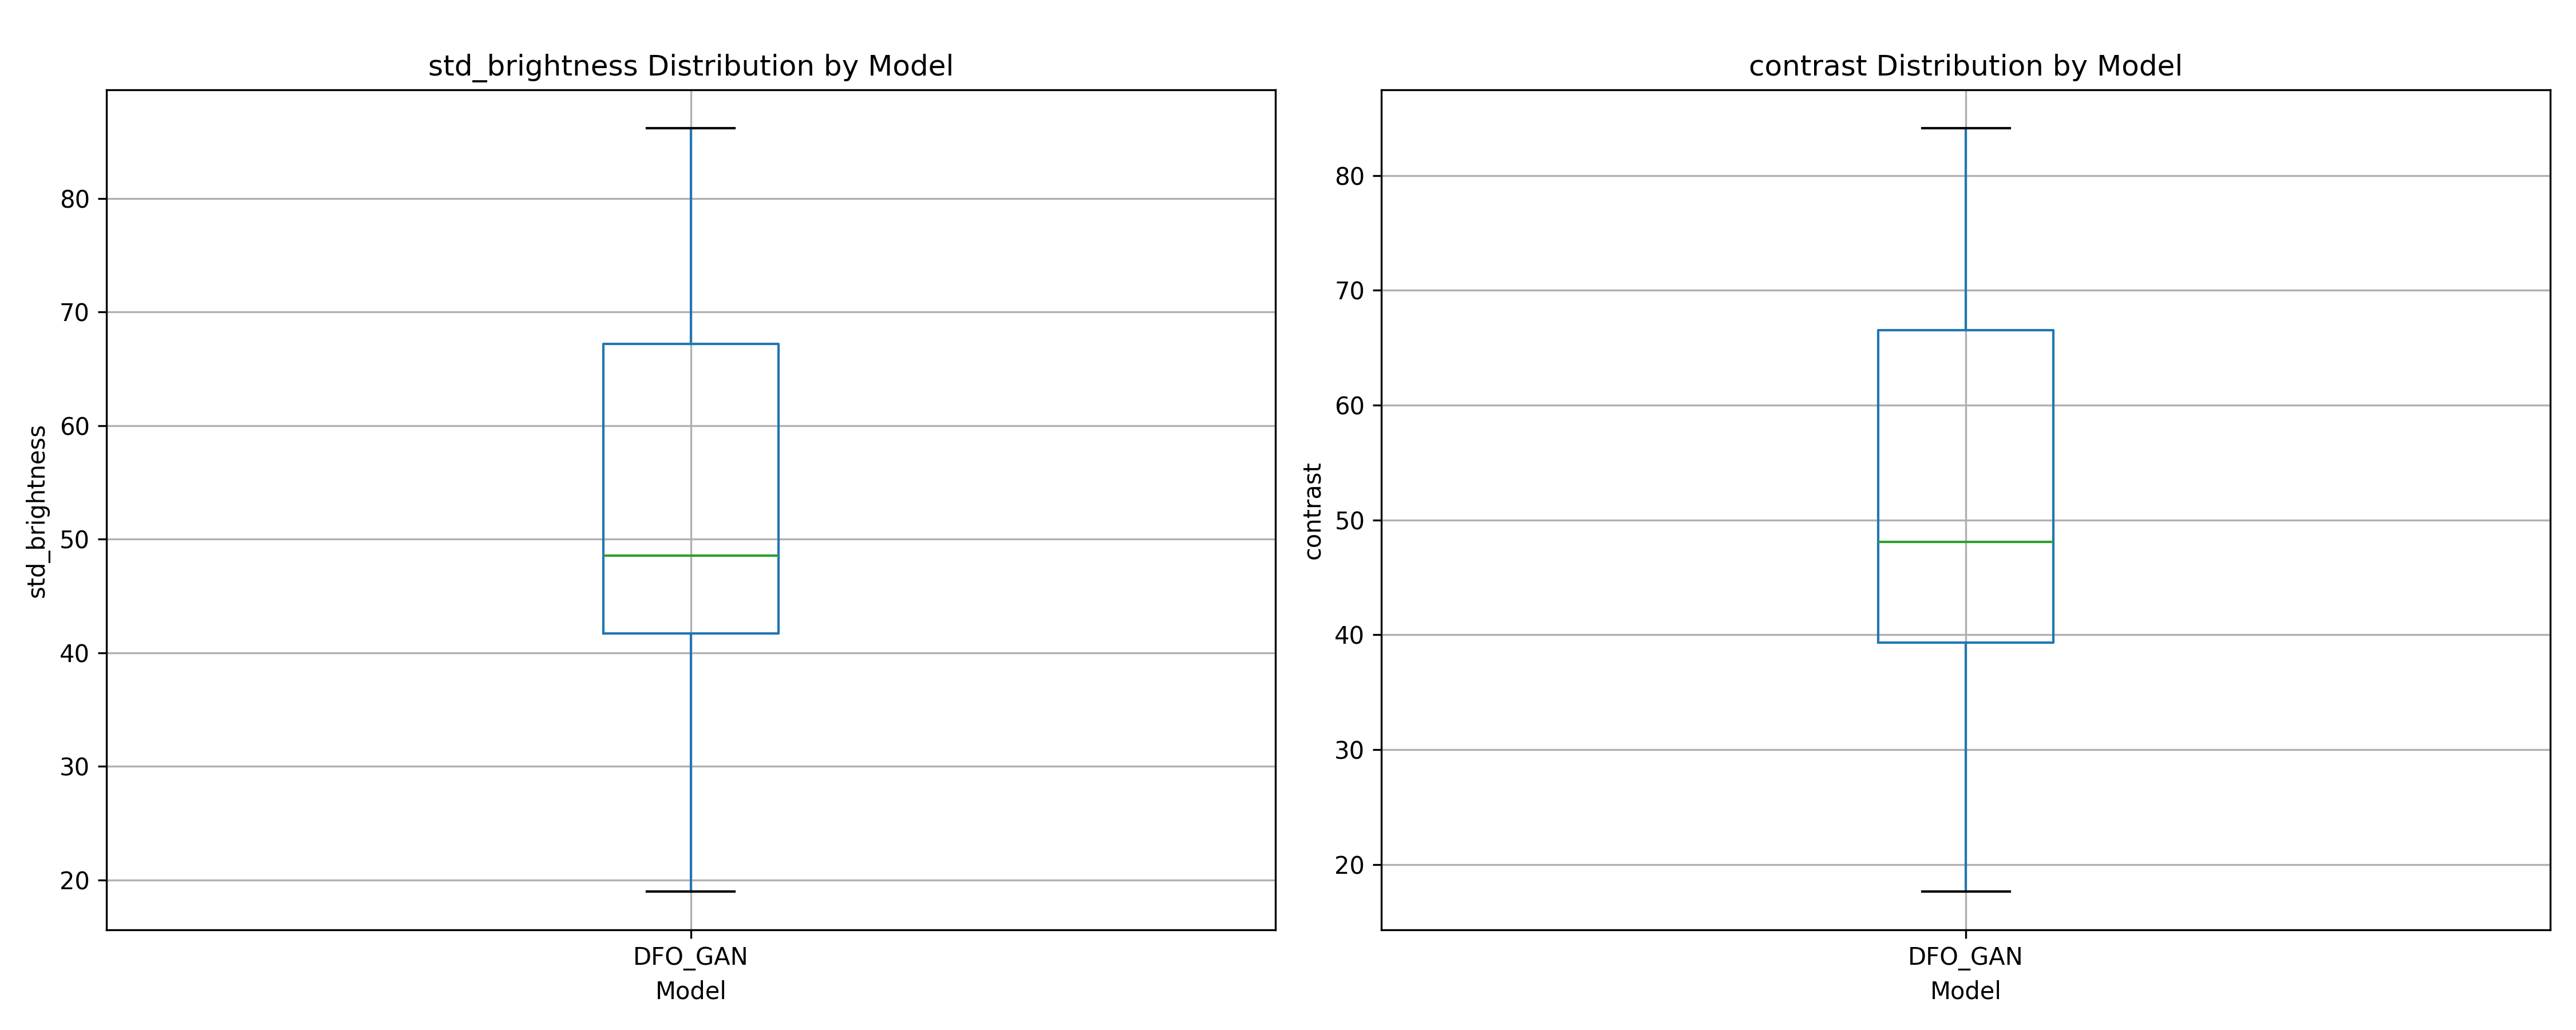 std_brightness Distribution by Model
80
70
60
50
40
30
20
std_brightness
DFO_GAN
Model
contrast Distribution by Model
80
70
60
50
40
30
20
contrast
DFO_GAN
Model